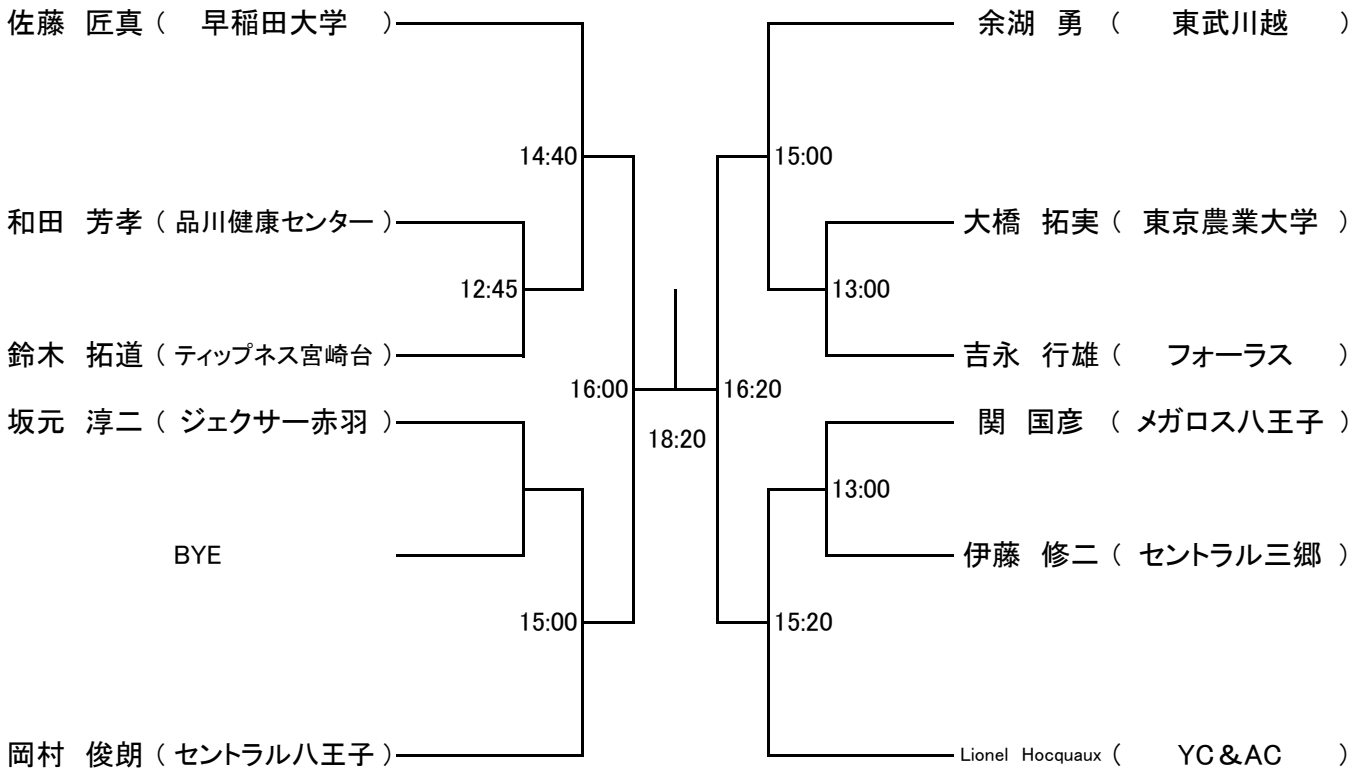 佐藤　匠真（　早稲田大学　）
余湖　勇　（　東武川越　）
14:40
15:00
和田　芳孝（ 品川健康センター ）
大橋　拓実（ 東京農業大学 ）
12:45
13:00
鈴木　拓道（ ティップネス宮崎台 ）
吉永　行雄（　フォーラス　）
16:00
16:20
坂元　淳二（ ジェクサー赤羽 ）
関　国彦　（ メガロス八王子 ）
18:20
13:00
BYE
伊藤　修二（ セントラル三郷 ）
15:00
15:20
岡村　俊朗（ セントラル八王子 ）
Lionel Hocquaux（　YC＆AC　）